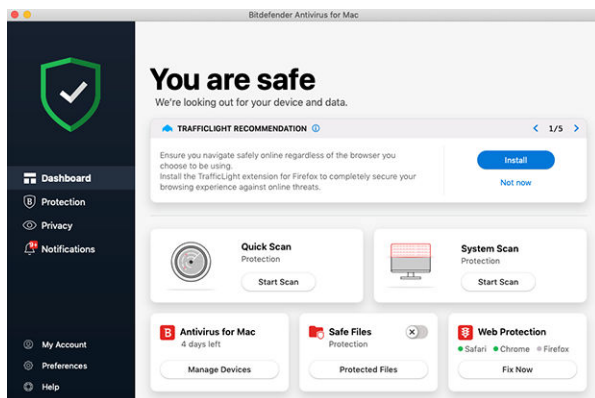 Bitdefender Antivirus for Mac
You are safe
We're looking out for your device and data.
TRAFFICLIGHT RECOMMENDATION
1/5
Ensure you navigate safely online regardless of the browser you
choose to be using.
Install the TrafficLight extension for Firefox to completely secure your
browsing experience against online threats.
Install
Not now
Dashboard
Protection
Privacy
9+
Notifications
My Account
Preferences
Help
Quick Scan
Protection
Start Scan
System Scan
Protection
Start Scan
B
Antivirus for Mac
4 days left
Manage Devices
Safe Files
Protection
Protected Files
Web Protection
Safari Chrome Firefox
Fix Now